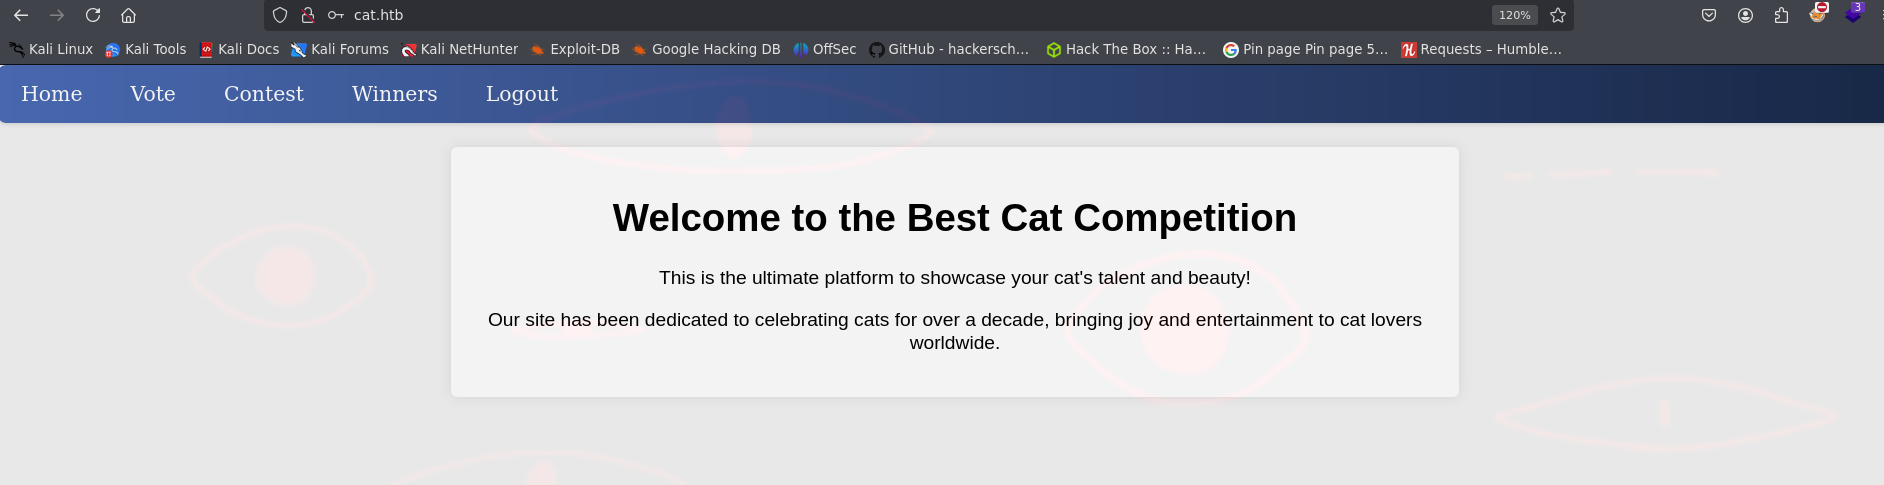 cat.htb
120%
3
Kali Linux Kali Tools Kali Docs Kali Forums Kali NetHunter Exploit-DB Google Hacking DB OffSec GitHub - hackersch… Hack The Box :: Ha… Pin page Pin page 5… Requests – Humble…
Home Vote Contest Winners Logout
Welcome to the Best Cat Competition
This is the ultimate platform to showcase your cat's talent and beauty!
Our site has been dedicated to celebrating cats for over a decade, bringing joy and entertainment to cat lovers
worldwide.